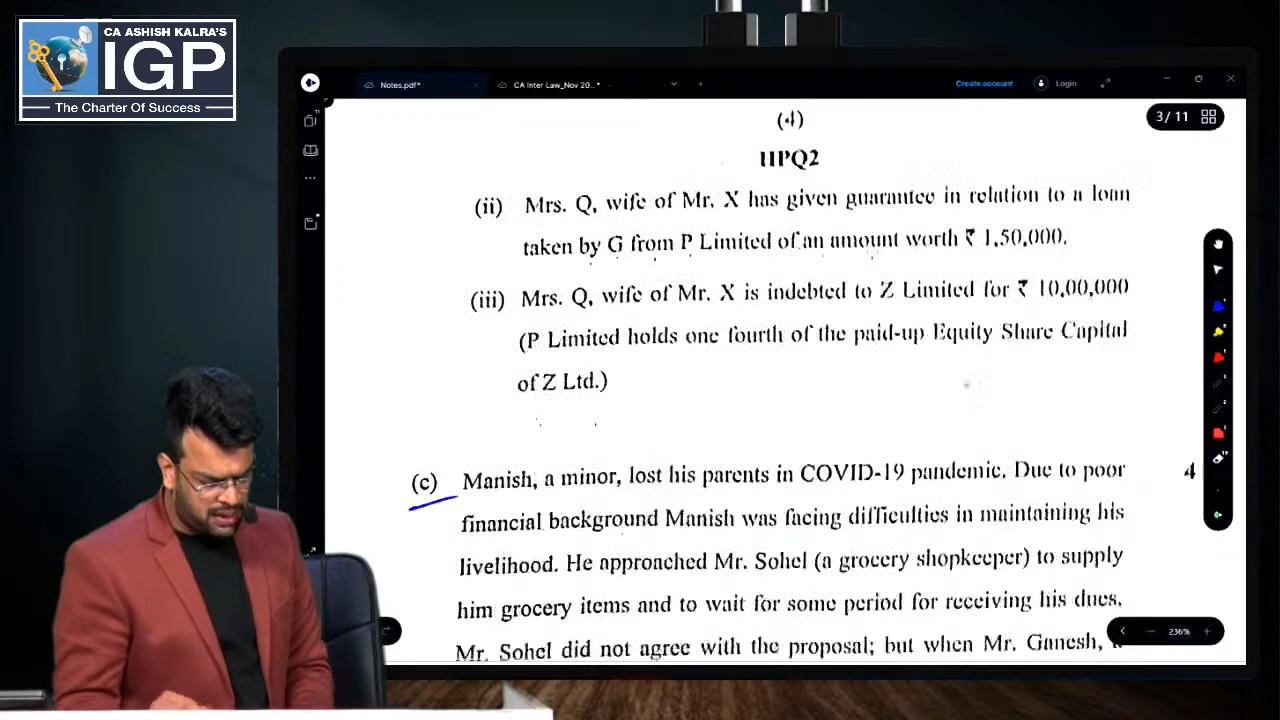 CA ASHISH KALRA'S
IGP
The Charter Of Success
Notes.pdf*
CA Inter Law_Nov 20...*
Create account
Login
3/11
(4)
HPQ2
(ii) Mrs. Q, wife of Mr. X has given guarantee in relation to a loan
taken by G from P Limited of an amount worth ₹ 1,50,000.
(iii) Mrs. Q, wife of Mr. X is indebted to Z Limited for ₹ 10,00,000
(P Limited holds one fourth of the paid-up Equity Share Capital
of Z Ltd.)
(c) Manish, a minor, lost his parents in COVID-19 pandemic. Due to poor 4
financial background Manish was facing difficulties in maintaining his
livelihood. He approached Mr. Sohel (a grocery shopkeeper) to supply
him grocery items and to wait for some period for receiving his dues.
Mr. Sohel did not agree with the proposal; but when Mr. Ganesh,
236%